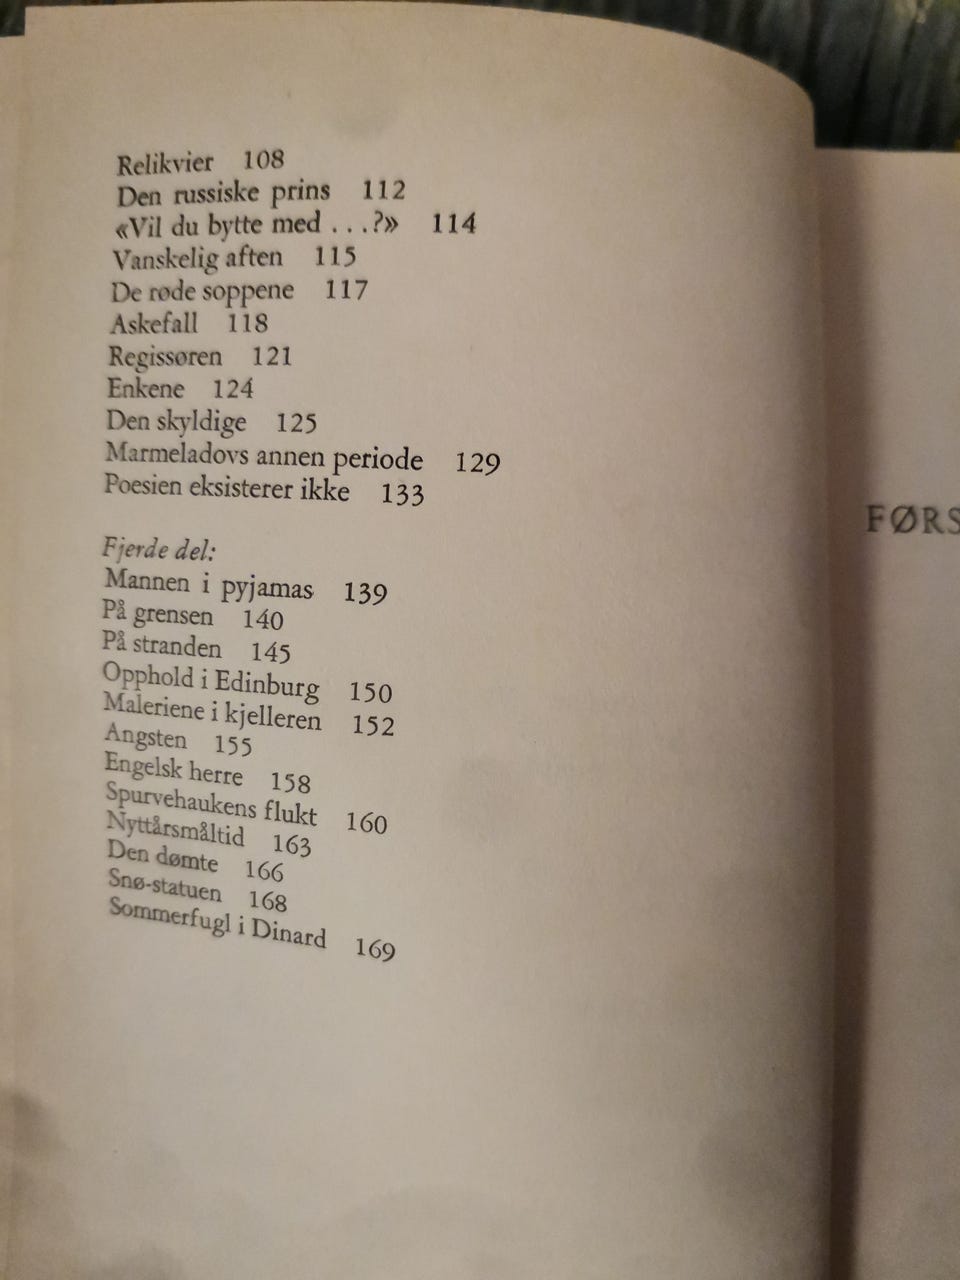 Relikvier 108
Den russiske prins 112
«Vil du bytte med ...?» 114
Vanskelig aften 115
De røde soppene 117
Askefall 118
Regissøren 121
Enkene 124
Den skyldige 125
Marmeladovs annen periode 129
Poesien eksisterer ikke 133
Fjerde del:
Mannen i pyjamas 139
På grensen 140
På stranden 145
Opphold i Edinburg 150
Maleriene i kjelleren 152
Angsten 155
Engelsk herre 158
Spurvehaukens flukt 160
Nyttårsmåltid 163
Den dømte 166
Snø-statuen 168
Sommerfugl i Dinard 169
FØRS